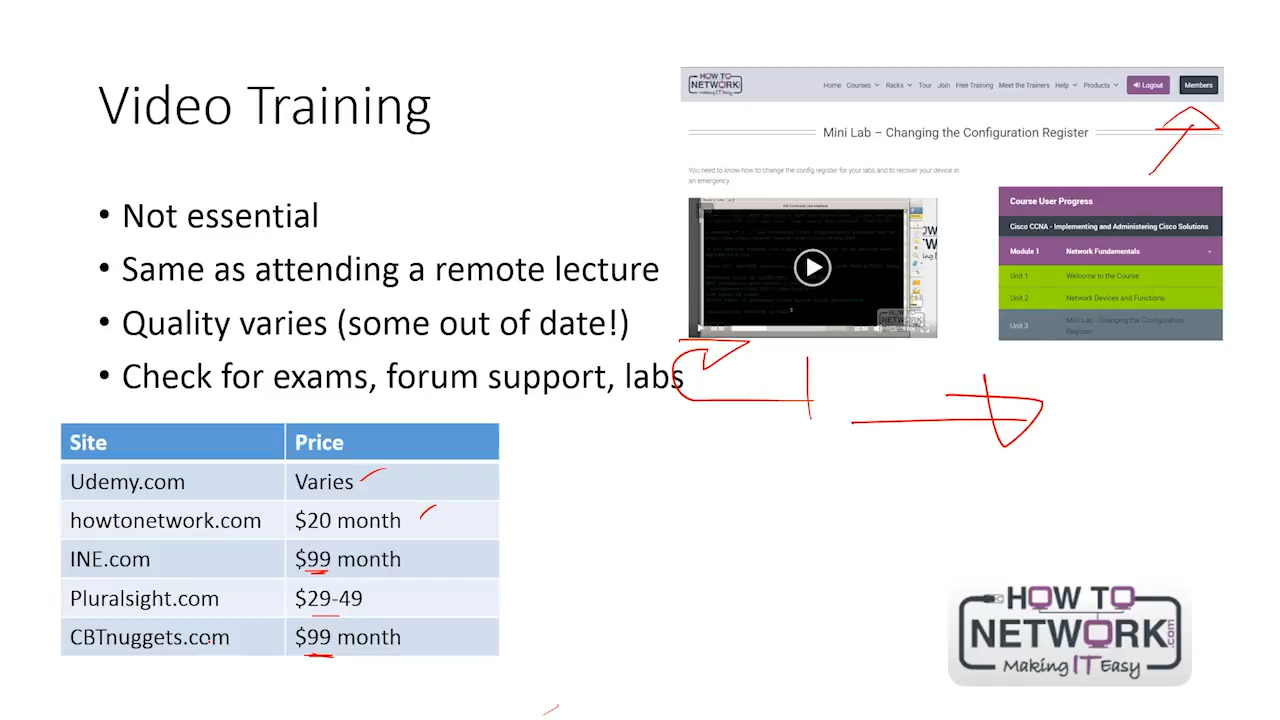 Video Training
• Not essential
• Same as attending a remote lecture
• Quality varies (some out of date!)
• Check for exams, forum support, labs
Site Price
Udemy.com Varies
howtonetwork.com $20 month
INE.com $99 month
Pluralsight.com $29-49
CBTnuggets.com $99 month
HOW TO
NETWORK
Making IT Easy
Home Courses Racks Tour Join Free Training Meet the Trainers Help Products Logout Members
Mini Lab – Changing the Configuration Register
You need to know how to change the config register for your labs and to recover your device in
an emergency.
Course User Progress
Cisco CCNA - Implementing and Administering Cisco Solutions
Module 1 Network Fundamentals -
Unit 1 Welcome to the Course
Unit 2 Network Devices and Functions
Unit 3 Mini Lab - Changing the Configuration
Register
HOW TO
NETWORK.com
Making IT Easy